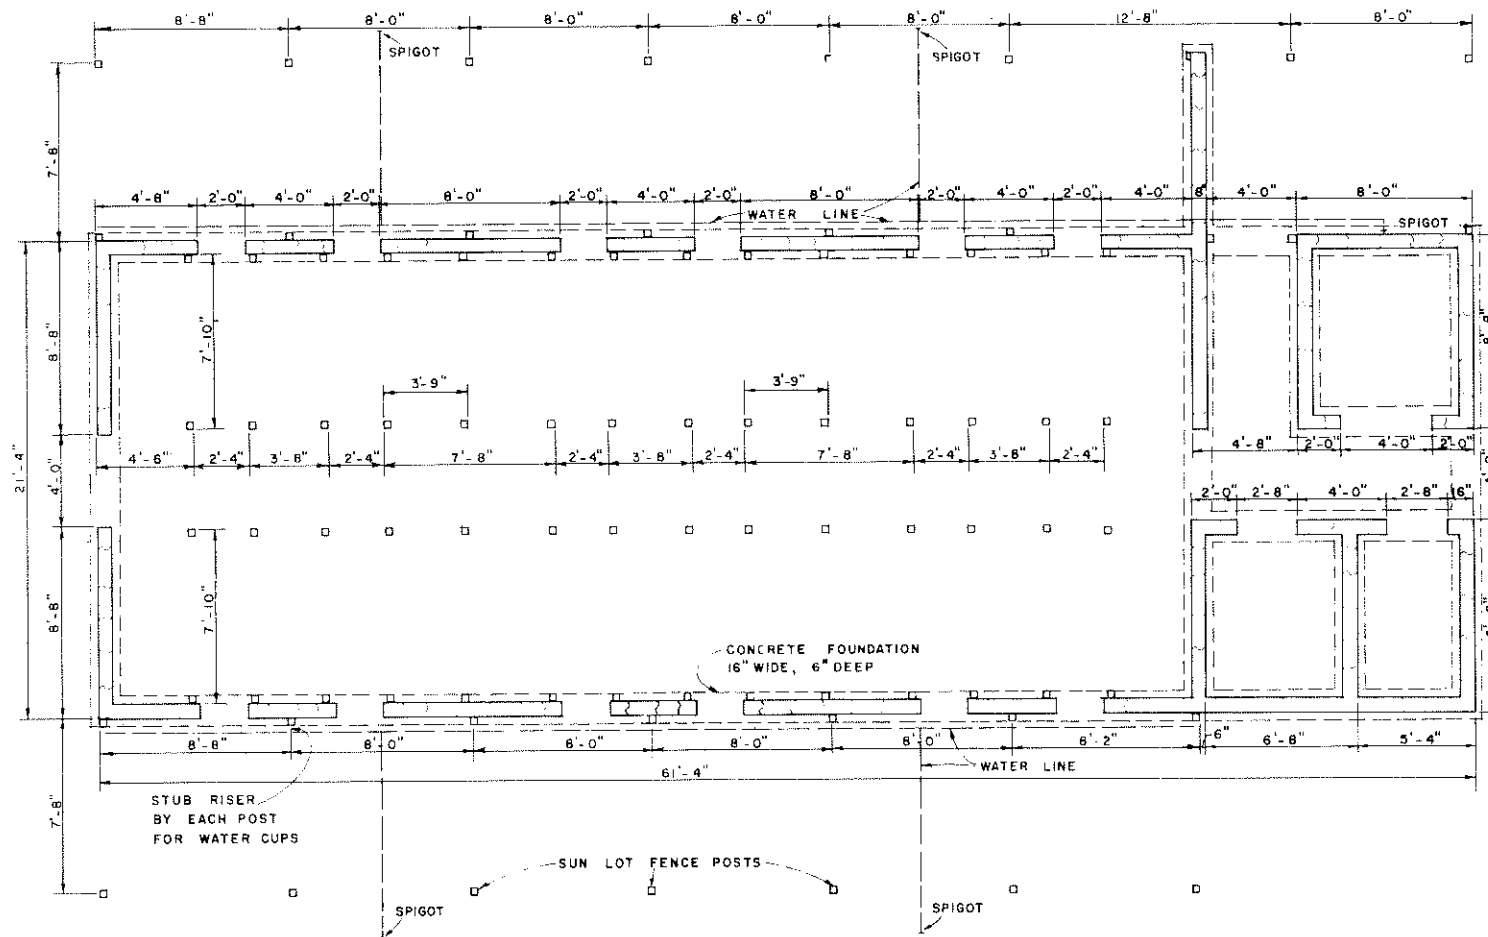 8'-8" 8'-0" 8'-0" 8'-0" 8'-0" 12'-8" 8'-0"
SPIGOT SPIGOT
7'-8"
4'-8" 2'-0" 4'-0" 2'-0" 8'-0" 2'-0" 4'-0" 2'-0" 8'-0" 2'-0" 4'-0" 2'-0" 4'-0" 8" 4'-0" 8'-0"
WATER LINE
SPIGOT
8'-8" 7'-10"
3'-9" 3'-9"
4'-6" 2'-4" 3'-8" 2'-4" 7'-8" 2'-4" 3'-8" 2'-4" 7'-8" 2'-4" 3'-8" 2'-4" 4'-8" 2'-0" 4'-0" 2'-0"
21'-4" 4'-0"
2'-0" 2'-8" 4'-0" 2'-8" 16"
8'-8" 7'-10"
CONCRETE FOUNDATION
16" WIDE, 6" DEEP
8'-8" 8'-0" 8'-0" 8'-0" 8'-0" 8'-2" 6" 6'-8" 5'-4"
WATER LINE
61'-4"
7'-8"
STUB RISER
BY EACH POST
FOR WATER CUPS
SUN LOT FENCE POSTS
SPIGOT SPIGOT